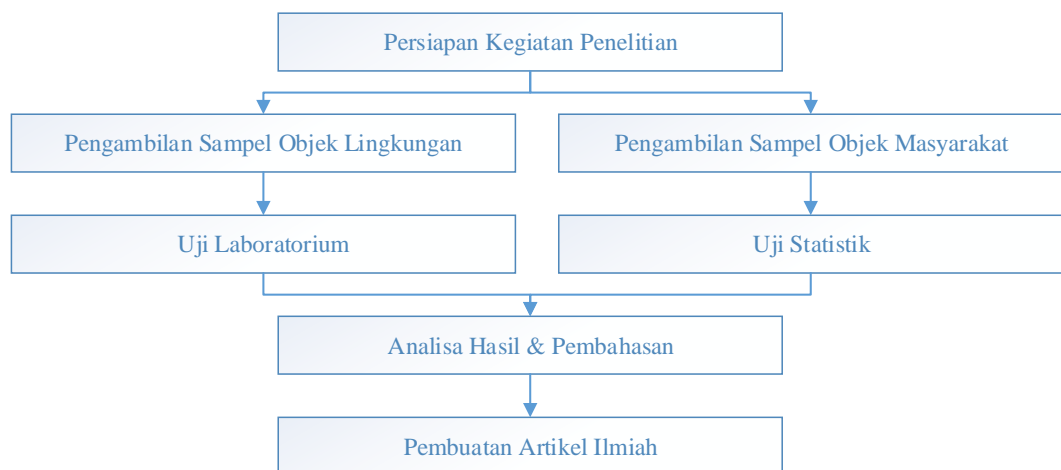 Persiapan Kegiatan Penelitian
Pengambilan Sampel Objek Lingkungan
Pengambilan Sampel Objek Masyarakat
Uji Laboratorium
Uji Statistik
Analisa Hasil & Pembahasan
Pembuatan Artikel Ilmiah